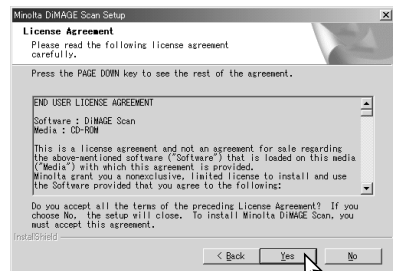 Minolta DiMAGE Scan Setup
License Agreement
Please read the following license agreement
carefully.
Press the PAGE DOWN key to see the rest of the agreement.
END USER LICENSE AGREEMENT
Software : DiMAGE Scan
Media : CD-ROM
This is a license agreement and not an agreement for sale regarding
the above-mentioned software ("Software") that is loaded on this media
("Media") with which this agreement is provided.
Minolta grant you a nonexclusive, limited license to install and use
the Software provided that you agree to the following:
Do you accept all the terms of the preceding License Agreement? If you
choose No, the setup will close. To install Minolta DiMAGE Scan, you
must accept this agreement.
InstallShield
< Back Yes No